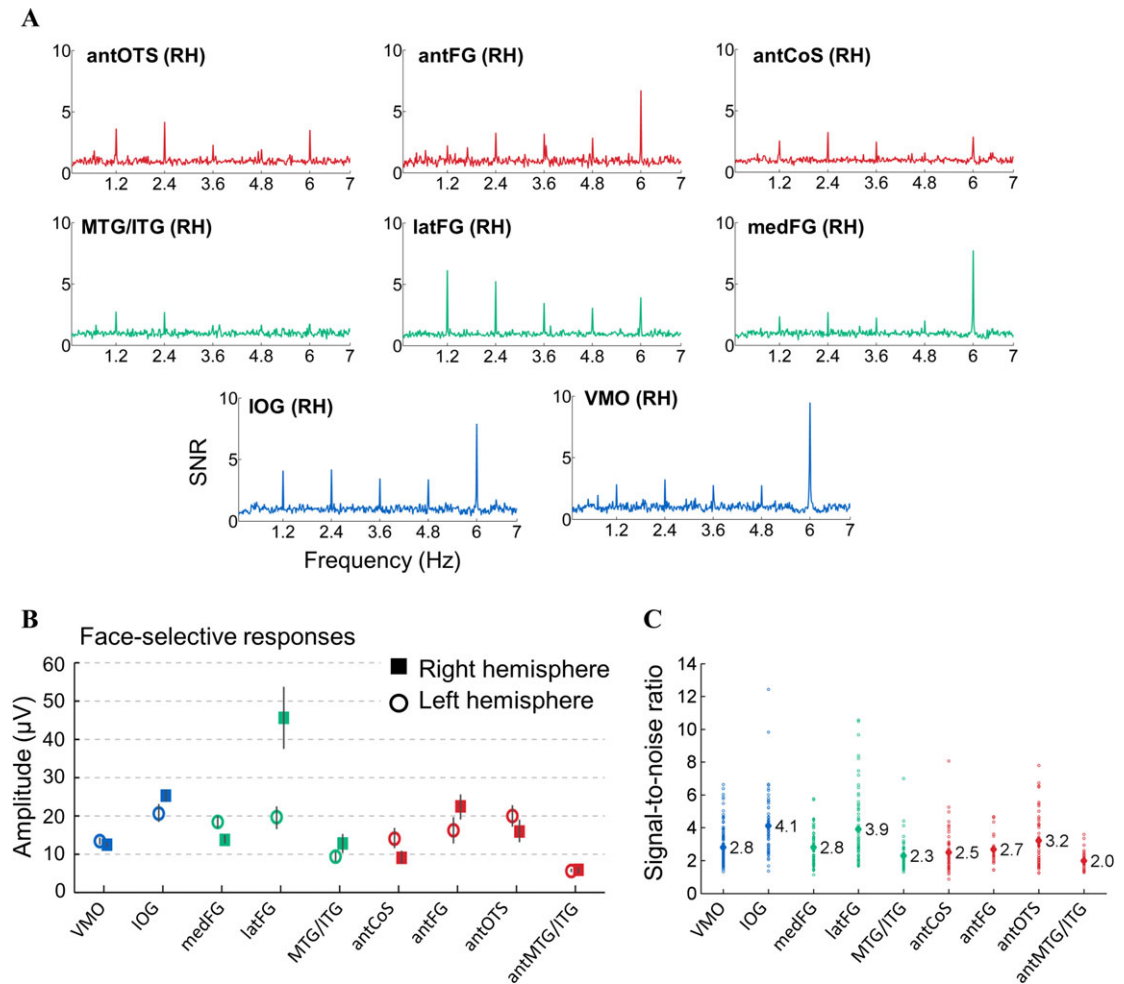 A
antOTS (RH)
10
5
0
1.2 2.4 3.6 4.8 6 7
antFG (RH)
10
5
0
1.2 2.4 3.6 4.8 6 7
antCoS (RH)
10
5
0
1.2 2.4 3.6 4.8 6 7
MTG/ITG (RH)
10
5
0
1.2 2.4 3.6 4.8 6 7
latFG (RH)
10
5
0
1.2 2.4 3.6 4.8 6 7
medFG (RH)
10
5
0
1.2 2.4 3.6 4.8 6 7
IOG (RH)
10
5
0
SNR
1.2 2.4 3.6 4.8 6 7
Frequency (Hz)
VMO (RH)
10
5
0
1.2 2.4 3.6 4.8 6 7
B
Face-selective responses
Right hemisphere
Left hemisphere
Amplitude (µV)
60
50
40
30
20
10
0
VMO
IOG
medFG
latFG
MTG/ITG
antCoS
antFG
antOTS
antMTG/ITG
C
Signal-to-noise ratio
14
12
10
8
6
4
2
0
2.8
4.1
2.8
3.9
2.3
2.5
2.7
3.2
2.0
VMO
IOG
medFG
latFG
MTG/ITG
antCoS
antFG
antOTS
antMTG/ITG